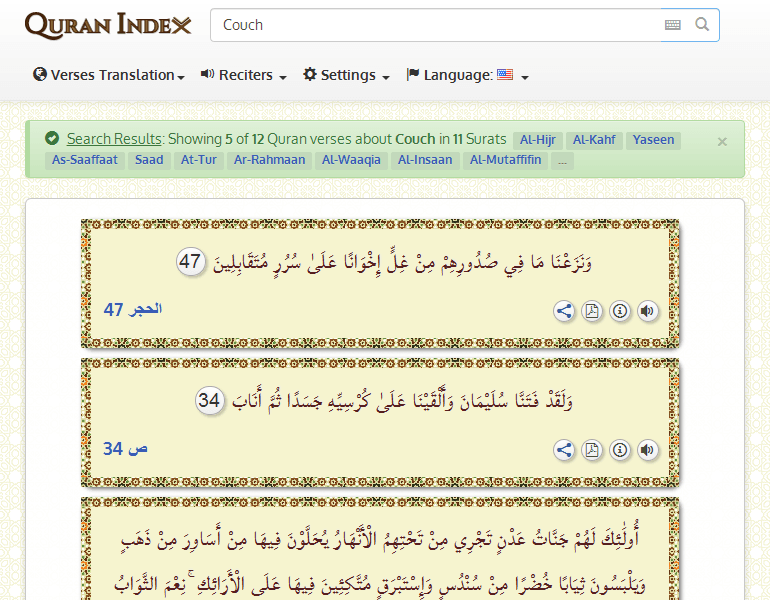 QURAN INDEX
Couch
Verses Translation Reciters Settings Language:
Search Results: Showing 5 of 12 Quran verses about Couch in 11 Surats Al-Hijr Al-Kahf Yaseen
As-Saaffaat Saad At-Tur Ar-Rahmaan Al-Waaqia Al-Insaan Al-Mutaffifin ...
وَنَزَعْنَا مَا فِي صُدُورِهِمْ مِنْ غِلٍّ إِخْوَانًا عَلَىٰ سُرُرٍ مُتَقَابِلِينَ 47
الحجر 47
وَلَقَدْ فَتَنَّا سُلَيْمَانَ وَأَلْقَيْنَا عَلَىٰ كُرْسِيِّهِ جَسَدًا ثُمَّ أَنَابَ 34
ص 34
أُولَٰئِكَ لَهُمْ جَنَّاتُ عَدْنٍ تَجْرِي مِنْ تَحْتِهِمُ الْأَنْهَارُ يُحَلَّوْنَ فِيهَا مِنْ أَسَاوِرَ مِنْ ذَهَبٍ
وَيَلْبَسُونَ ثِيَابًا خُضْرًا مِنْ سُنْدُسٍ وَإِسْتَبْرَقٍ مُتَّكِئِينَ فِيهَا عَلَى الْأَرَائِكِ ۚ نِعْمَ الثَّوَابُ